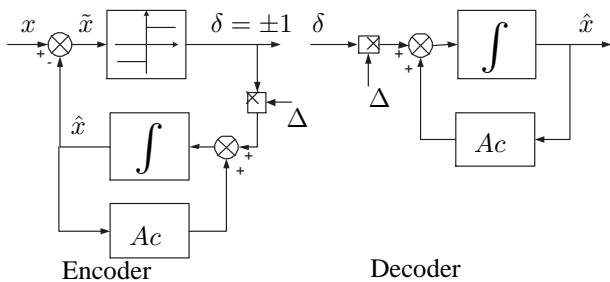 x
+
-
x̃
δ = ±1
Δ
x̂
∫
+
+
Ac
Encoder
δ
Δ
+
+
∫
x̂
Ac
Decoder